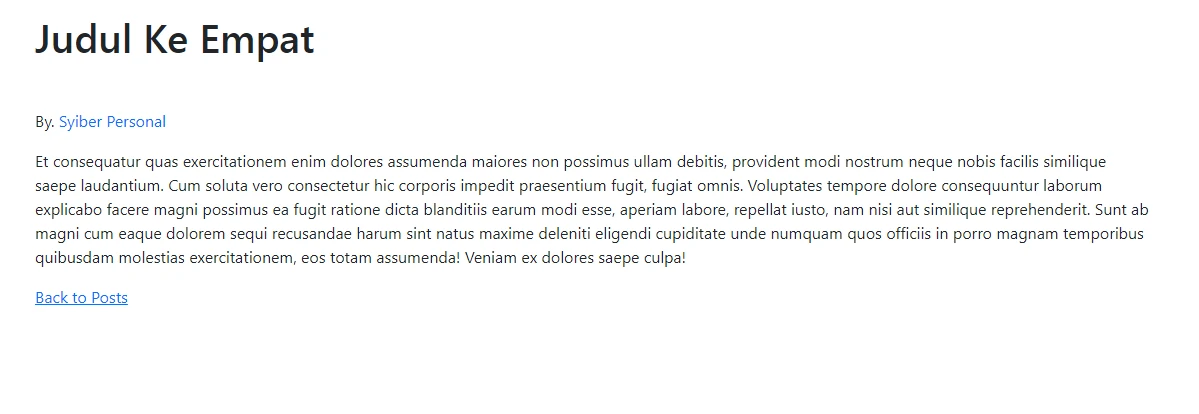 Judul Ke Empat
By. Syiber Personal
Et consequatur quas exercitationem enim dolores assumenda maiores non possimus ullam debitis, provident modi nostrum neque nobis facilis similique
saepe laudantium. Cum soluta vero consectetur hic corporis impedit praesentium fugit, fugiat omnis. Voluptates tempore dolore consequuntur laborum
explicabo facere magni possimus ea fugit ratione dicta blanditiis earum modi esse, aperiam labore, repellat iusto, nam nisi aut similique reprehenderit. Sunt ab
magni cum eaque dolorem sequi recusandae harum sint natus maxime deleniti eligendi cupiditate unde numquam quos officiis in porro magnam temporibus
quibusdam molestias exercitationem, eos totam assumenda! Veniam ex dolores saepe culpa!
Back to Posts